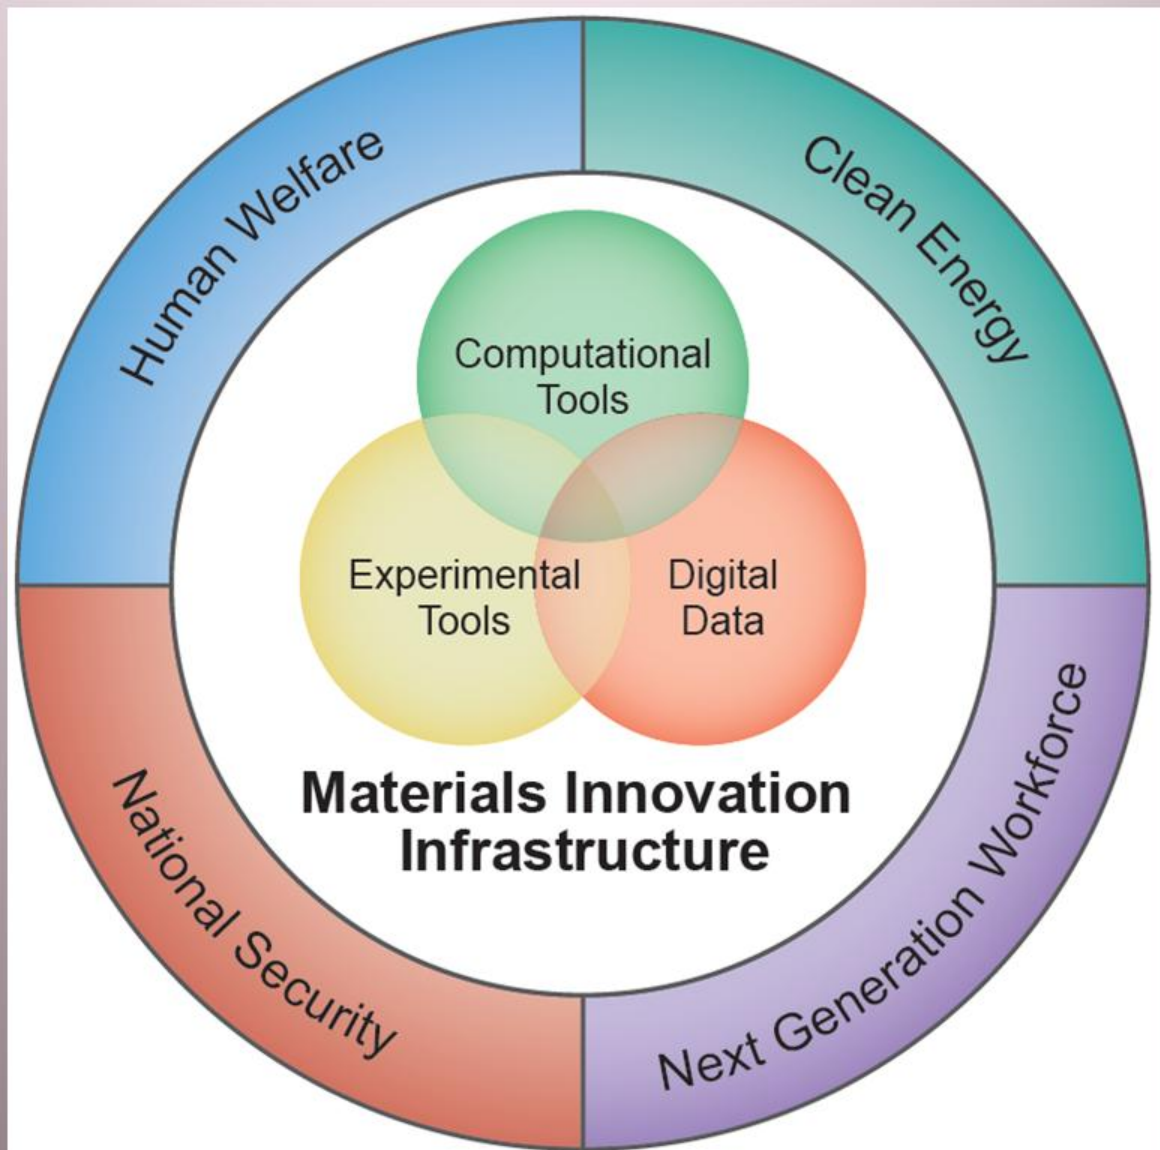 Human Welfare
Clean Energy
Computational
Tools
Experimental
Tools
Digital
Data
Materials Innovation
Infrastructure
National Security
Next Generation Workforce